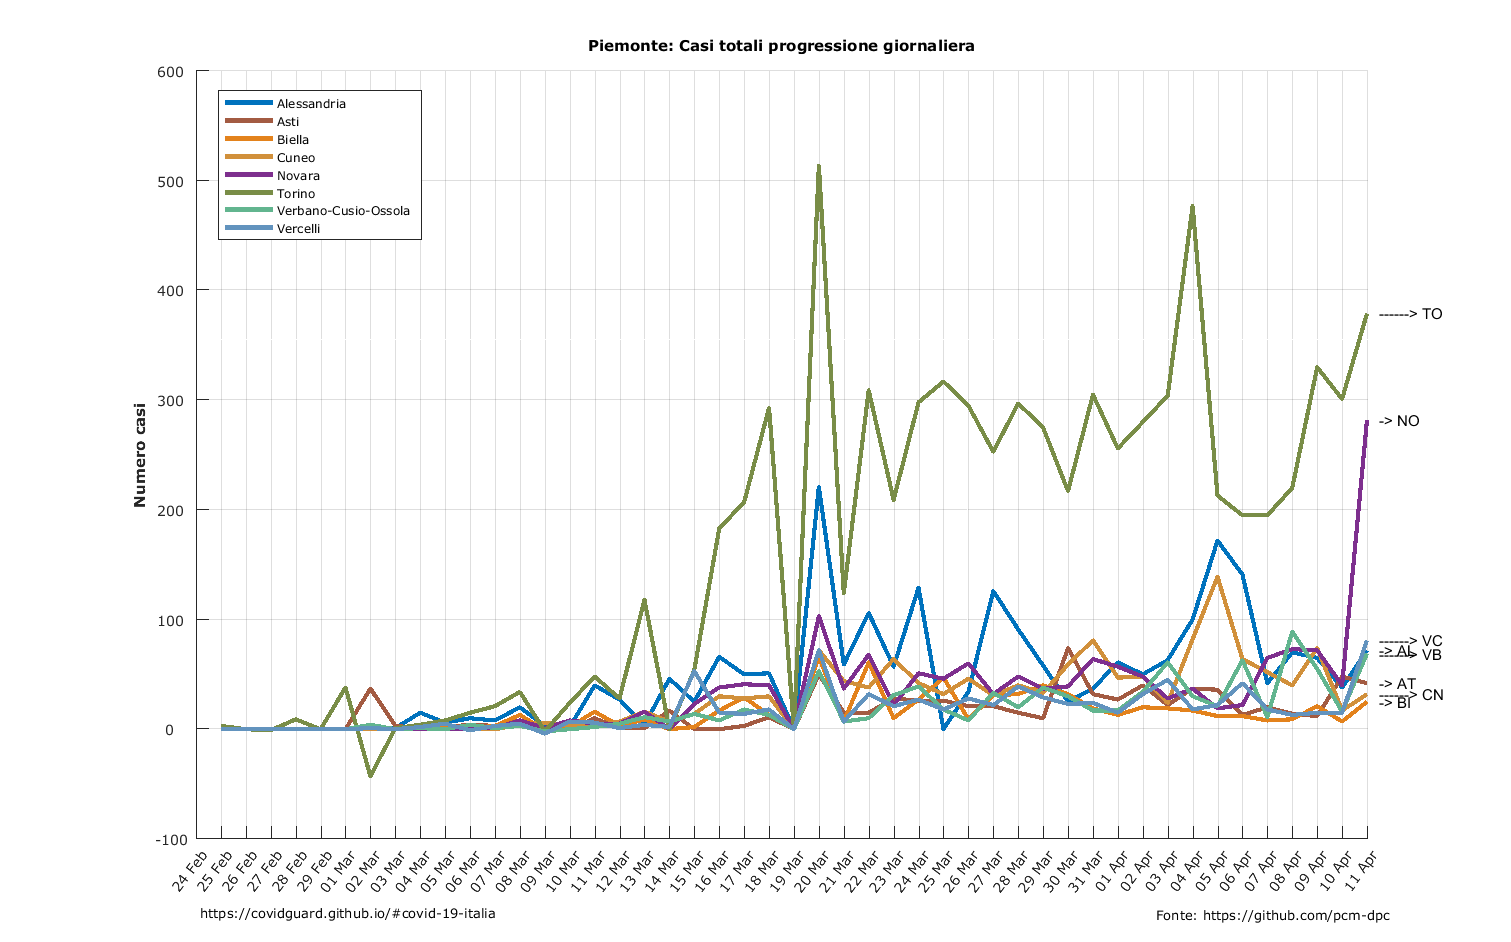 Piemonte: Casi totali progressione giornaliera
600
500
400
300
200
100
0
-100
Numero casi
Alessandria
Asti
Biella
Cuneo
Novara
Torino
Verbano-Cusio-Ossola
Vercelli
------> TO
-> NO
------> VC
-> AL
------> VB
-> AT
------> CN
-> BI
24 Feb
25 Feb
26 Feb
27 Feb
28 Feb
29 Feb
01 Mar
02 Mar
03 Mar
04 Mar
05 Mar
06 Mar
07 Mar
08 Mar
09 Mar
10 Mar
11 Mar
12 Mar
13 Mar
14 Mar
15 Mar
16 Mar
17 Mar
18 Mar
19 Mar
20 Mar
21 Mar
22 Mar
23 Mar
24 Mar
25 Mar
26 Mar
27 Mar
28 Mar
29 Mar
30 Mar
31 Mar
01 Apr
02 Apr
03 Apr
04 Apr
05 Apr
06 Apr
07 Apr
08 Apr
09 Apr
10 Apr
11 Apr
https://covidguard.github.io/#covid-19-italia
Fonte: https://github.com/pcm-dpc